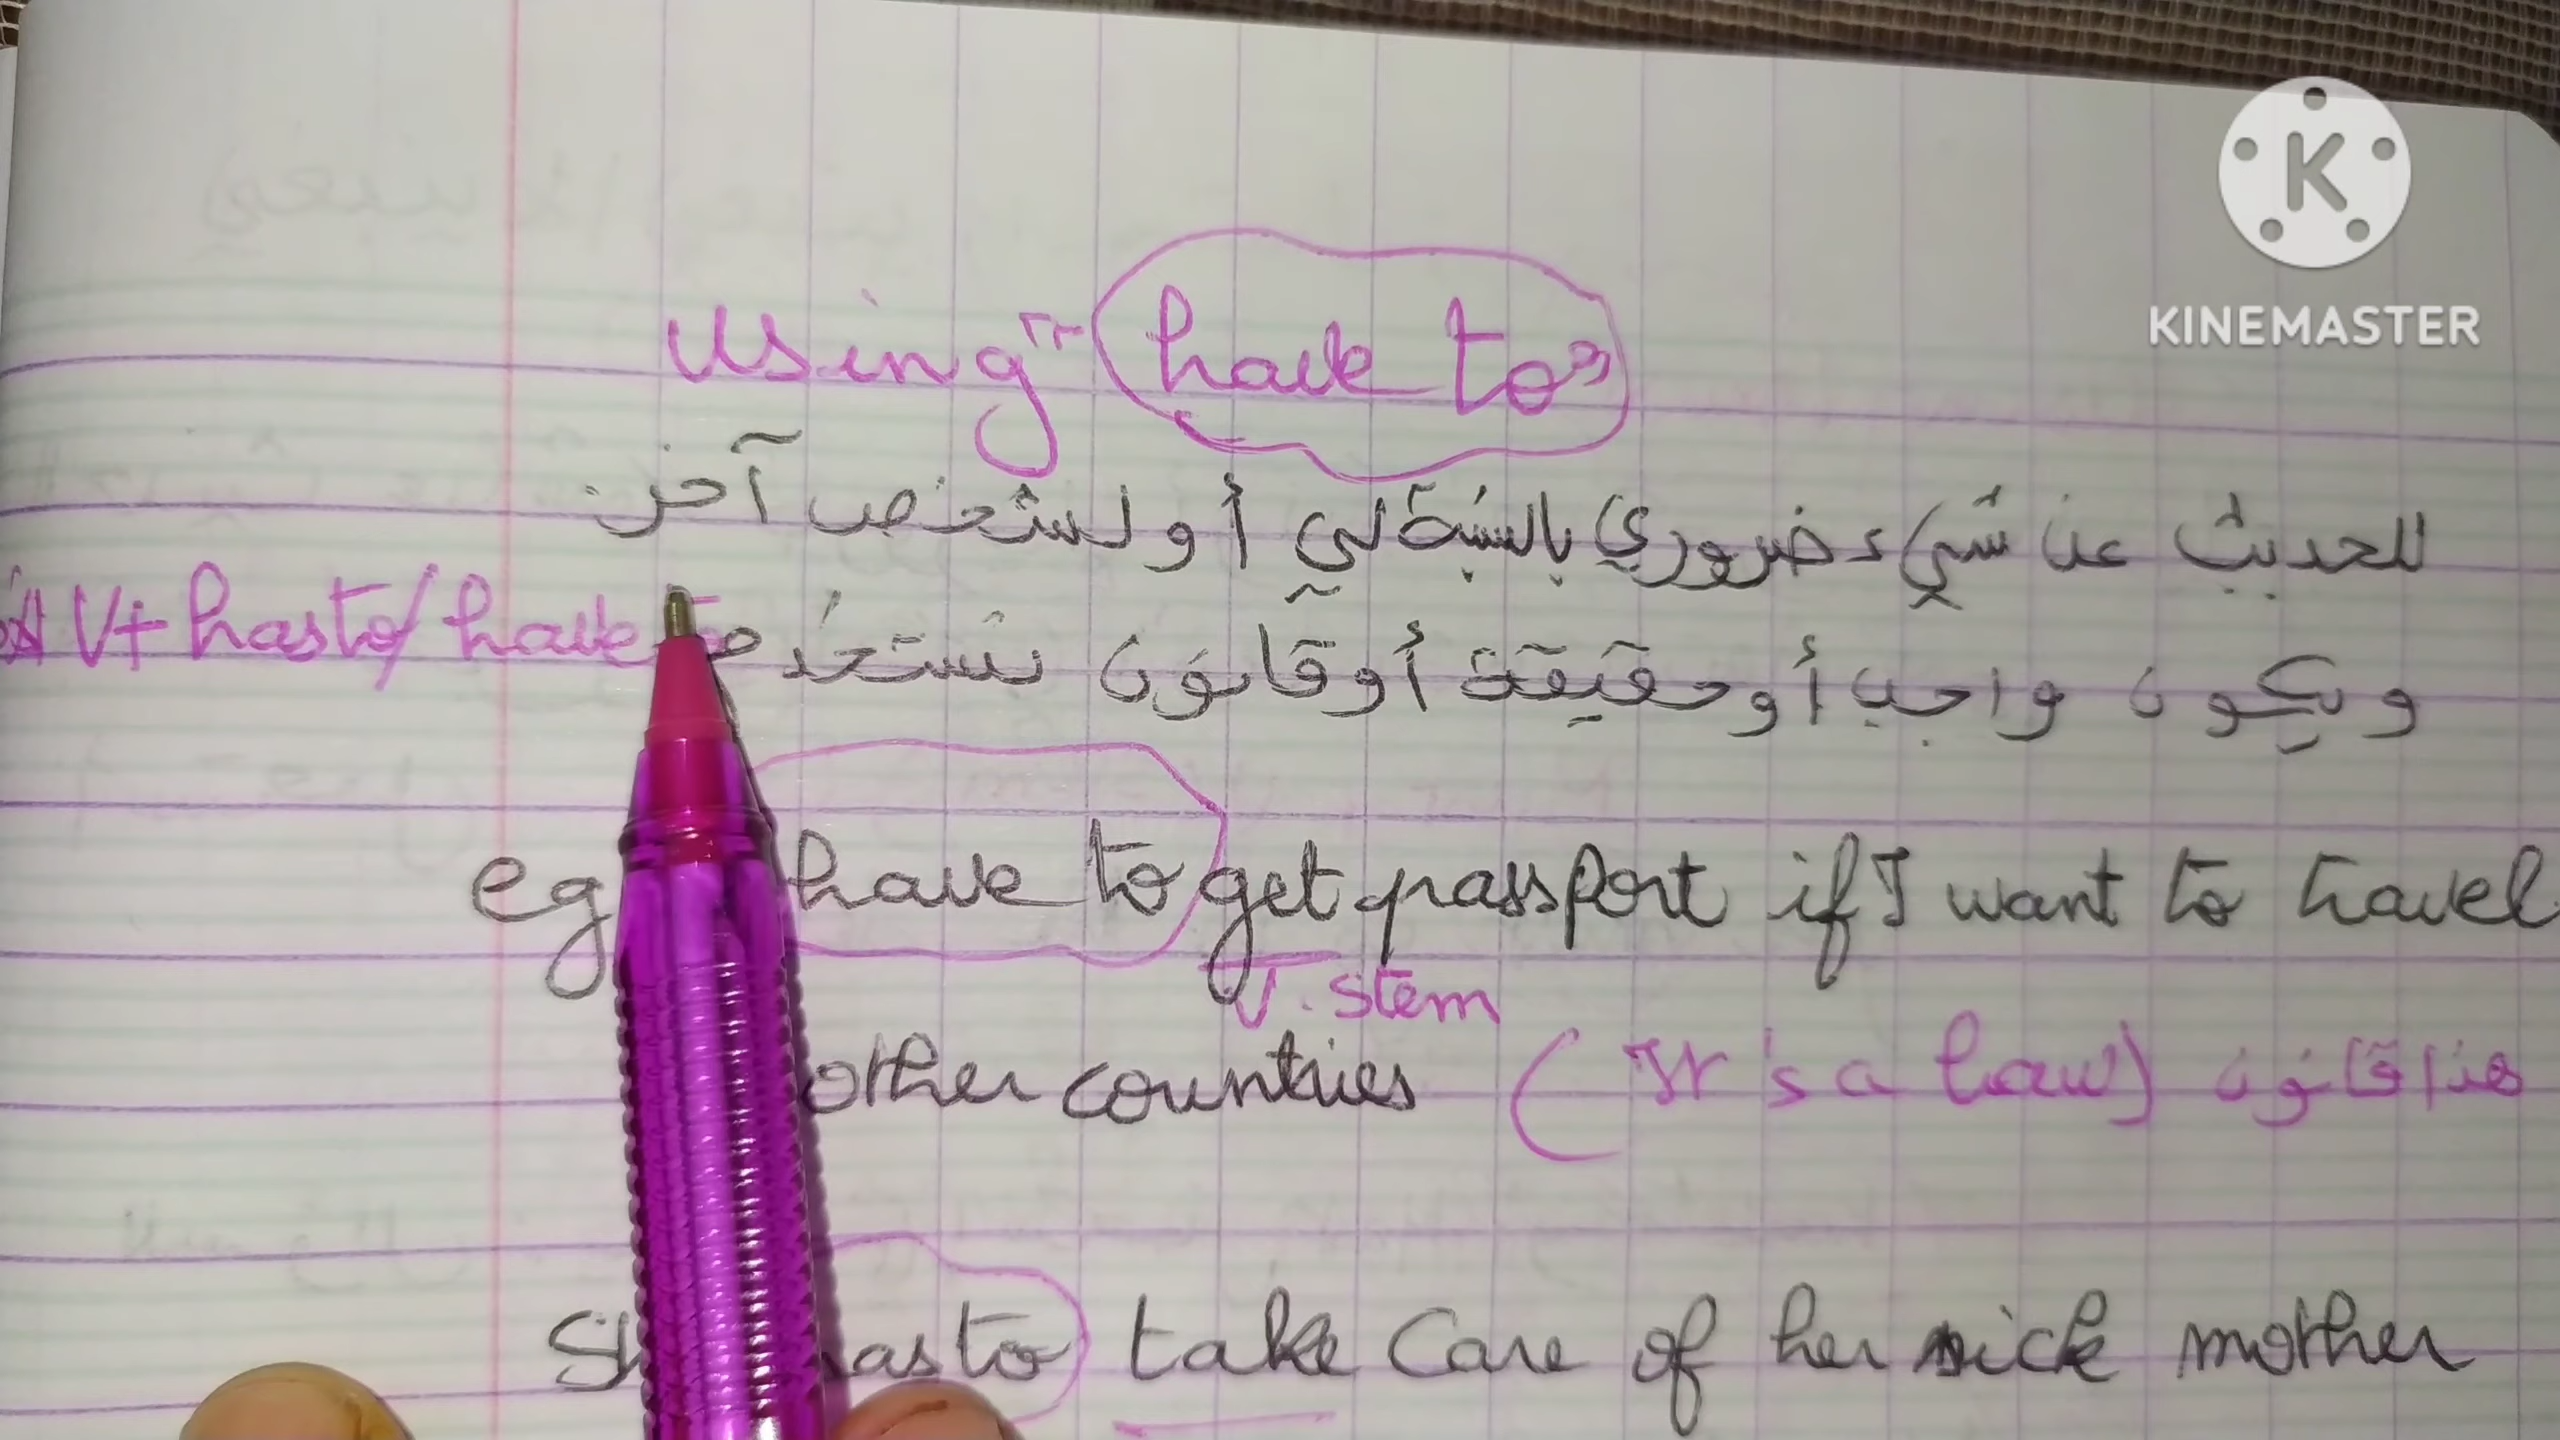 Using "have to"
للحديث عن شيء ضروري بالنسبة لي أو لشخص آخر.
ويكون واجب أو حقيقة أو قانون نستخدم
V+ has to/ have
eg have to get passport if I want to travel
V. stem
other countries (It's a law) هذا قانون
has to take care of her sick mother
KINEMASTER